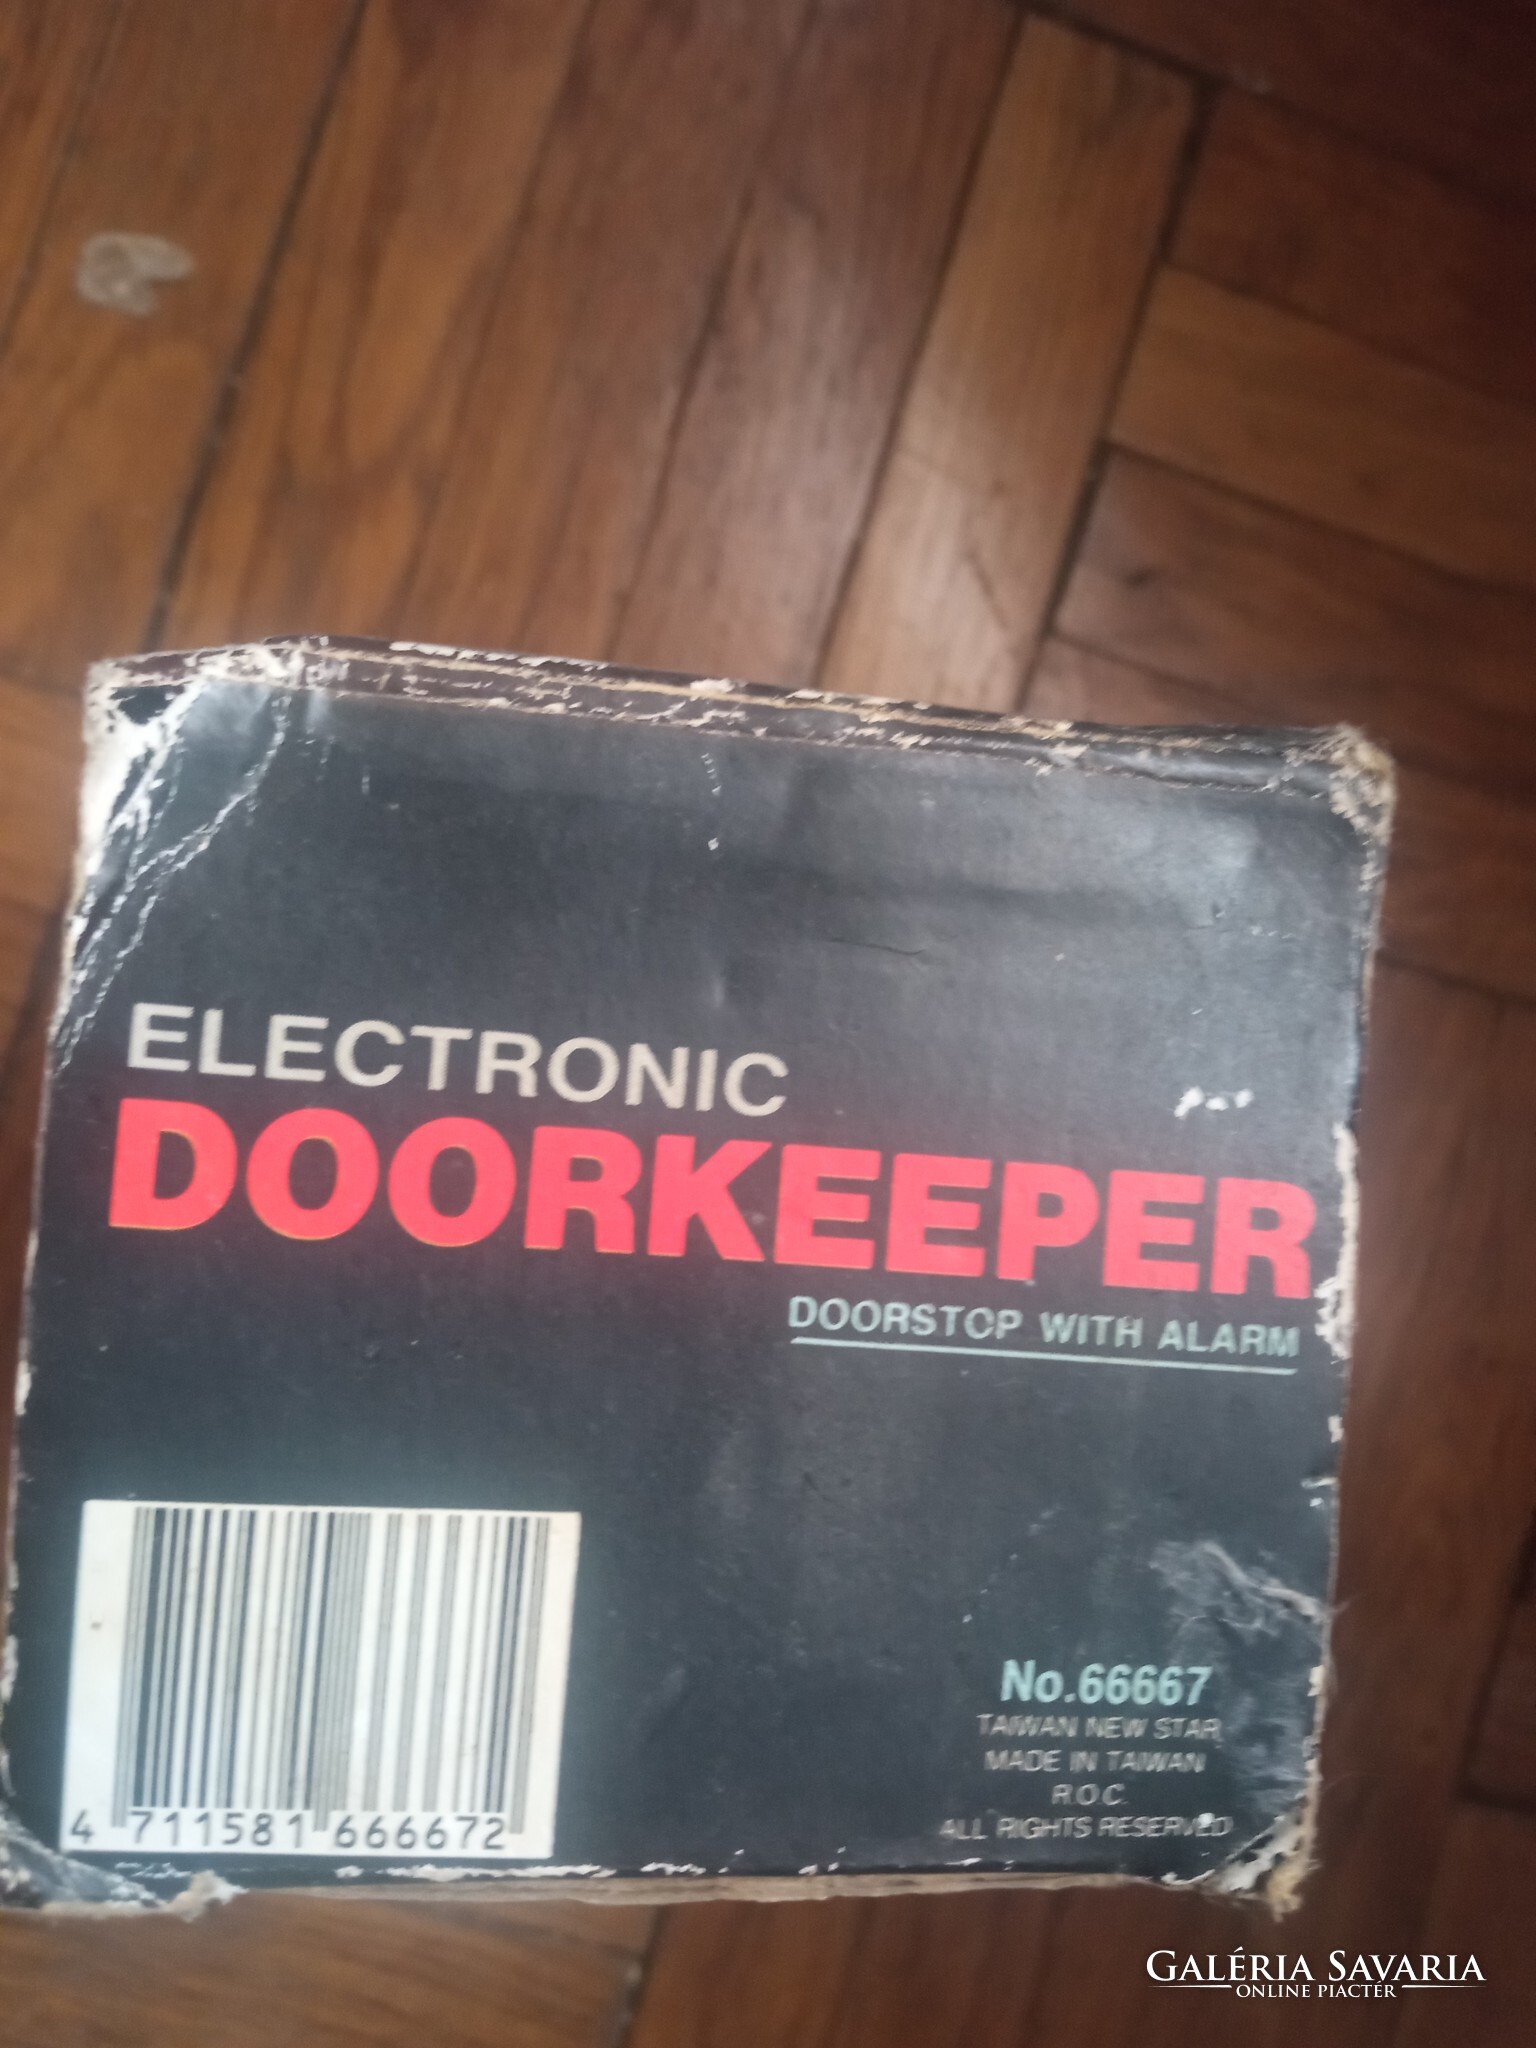 ELECTRONIC
DOORKEEPER
DOORSTOP WITH ALARM
4 711581 666672
No.66667
TAIWAN NEW STAR
MADE IN TAIWAN
R.O.C.
ALL RIGHTS RESERVED
GALÉRIA SAVARIA
ONLINE PIACTÉR